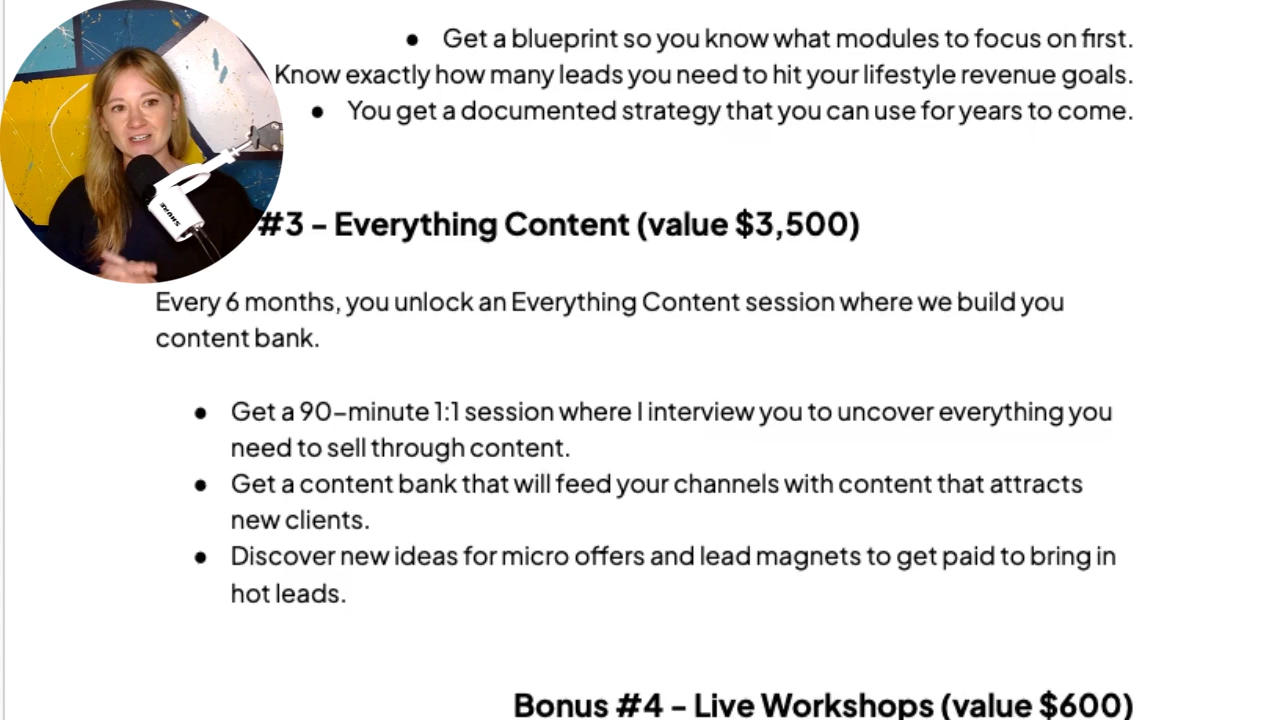 Get a blueprint so you know what modules to focus on first.
Know exactly how many leads you need to hit your lifestyle revenue goals.
You get a documented strategy that you can use for years to come.
#3 – Everything Content (value $3,500)
Every 6 months, you unlock an Everything Content session where we build you
content bank.
Get a 90–minute 1:1 session where I interview you to uncover everything you
need to sell through content.
Get a content bank that will feed your channels with content that attracts
new clients.
Discover new ideas for micro offers and lead magnets to get paid to bring in
hot leads.
Bonus #4 – Live Workshops (value $600)
SHURE